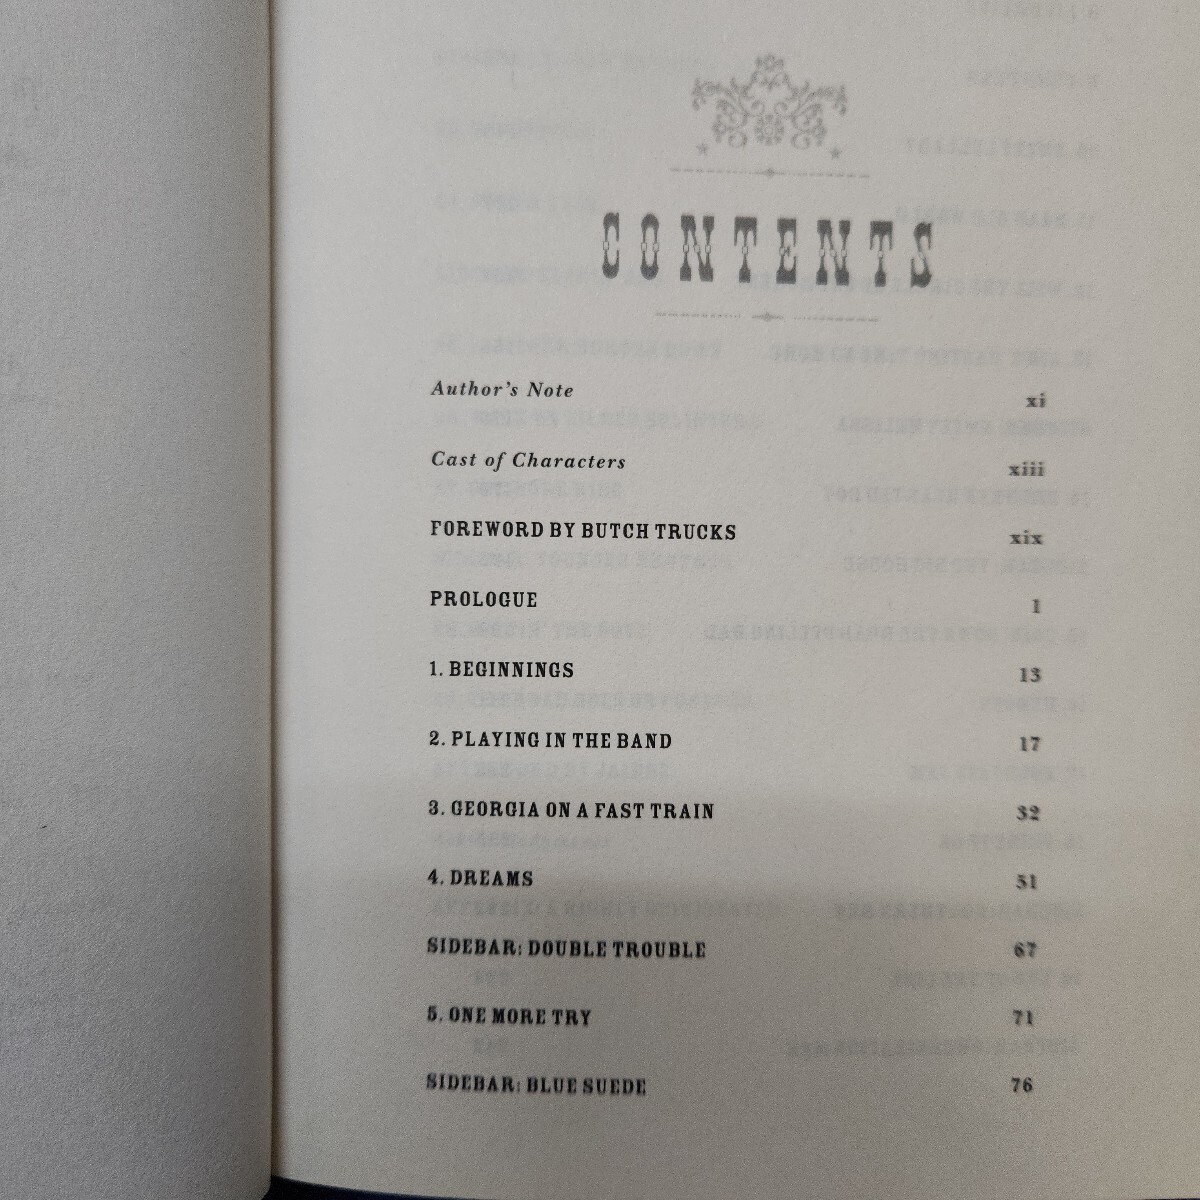 CONTENTS
Author's Note xi
Cast of Characters xiii
FOREWORD BY BUTCH TRUCKS xix
PROLOGUE 1
1. BEGINNINGS 13
2. PLAYING IN THE BAND 17
3. GEORGIA ON A FAST TRAIN 32
4. DREAMS 51
SIDEBAR: DOUBLE TROUBLE 67
5. ONE MORE TRY 71
SIDEBAR: BLUE SUEDE 76